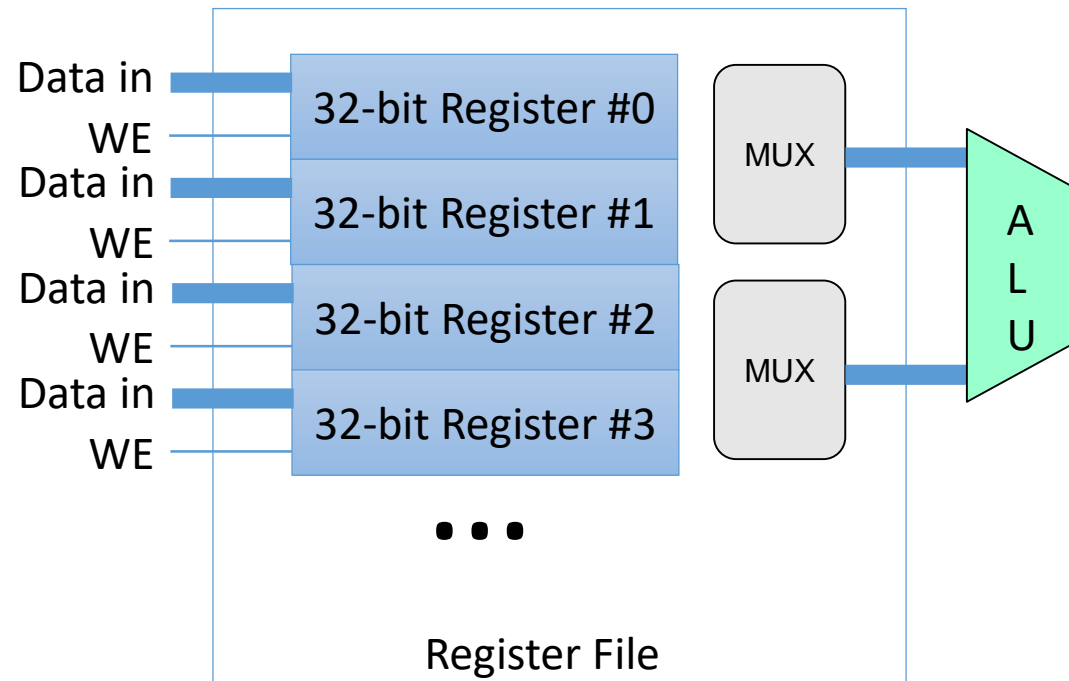 Data in
WE
Data in
WE
Data in
WE
Data in
WE
32-bit Register #0
32-bit Register #1
32-bit Register #2
32-bit Register #3
...
MUX
MUX
A
L
U
Register File